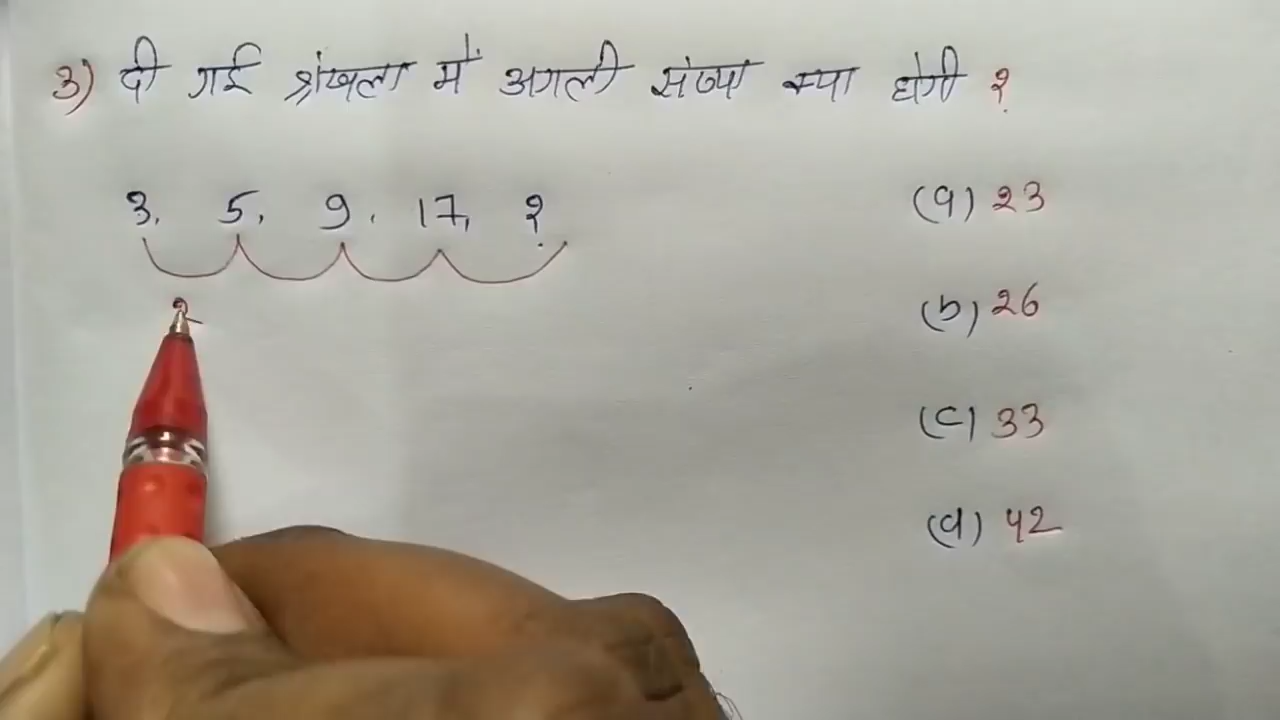 3) दी गई श्रंखला में अगली संख्या क्या होगी ?
3, 5, 9, 17, ?
2
(a) 23
(b) 26
(c) 33
(d) 42